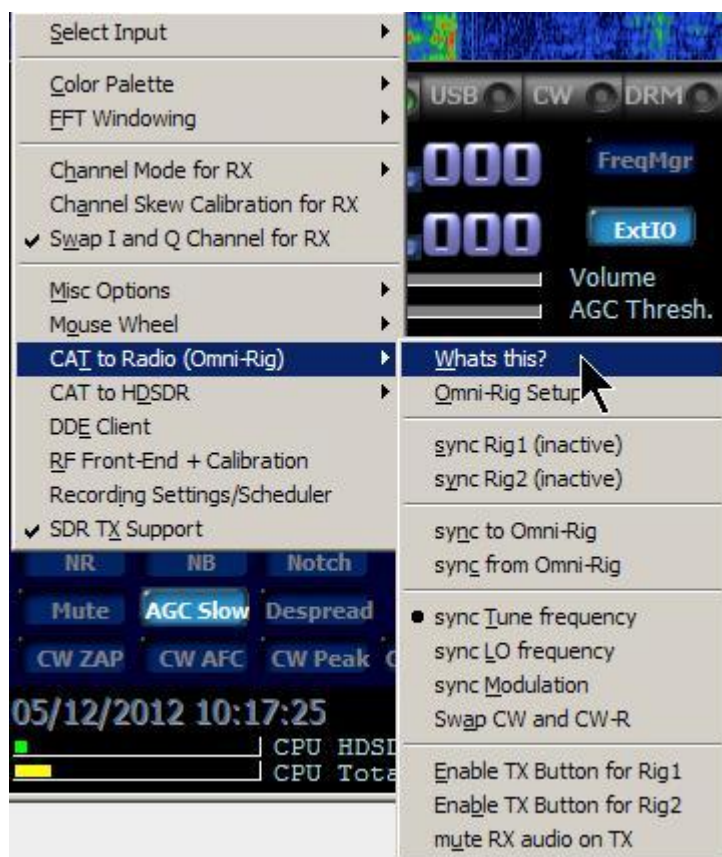 Select Input
Color Palette
FFT Windowing
Channel Mode for RX
Channel Skew Calibration for RX
Swap I and Q Channel for RX
Misc Options
Mouse Wheel
CAT to Radio (Omni-Rig)
CAT to HDSDR
DDE Client
RF Front-End + Calibration
Recording Settings/Scheduler
SDR TX Support
USB CW DRM
000 FreqMgr
000 ExtIO
Volume
AGC Thresh.
Whats this?
Omni-Rig Setup
sync Rig1 (inactive)
sync Rig2 (inactive)
sync to Omni-Rig
sync from Omni-Rig
sync Tune frequency
sync LO frequency
sync Modulation
Swap CW and CW-R
Enable TX Button for Rig1
Enable TX Button for Rig2
mute RX audio on TX
NR NB Notch
Mute AGC Slow Despread
CW ZAP CW AFC CW Peak
05/12/2012 10:17:25
CPU
CPU